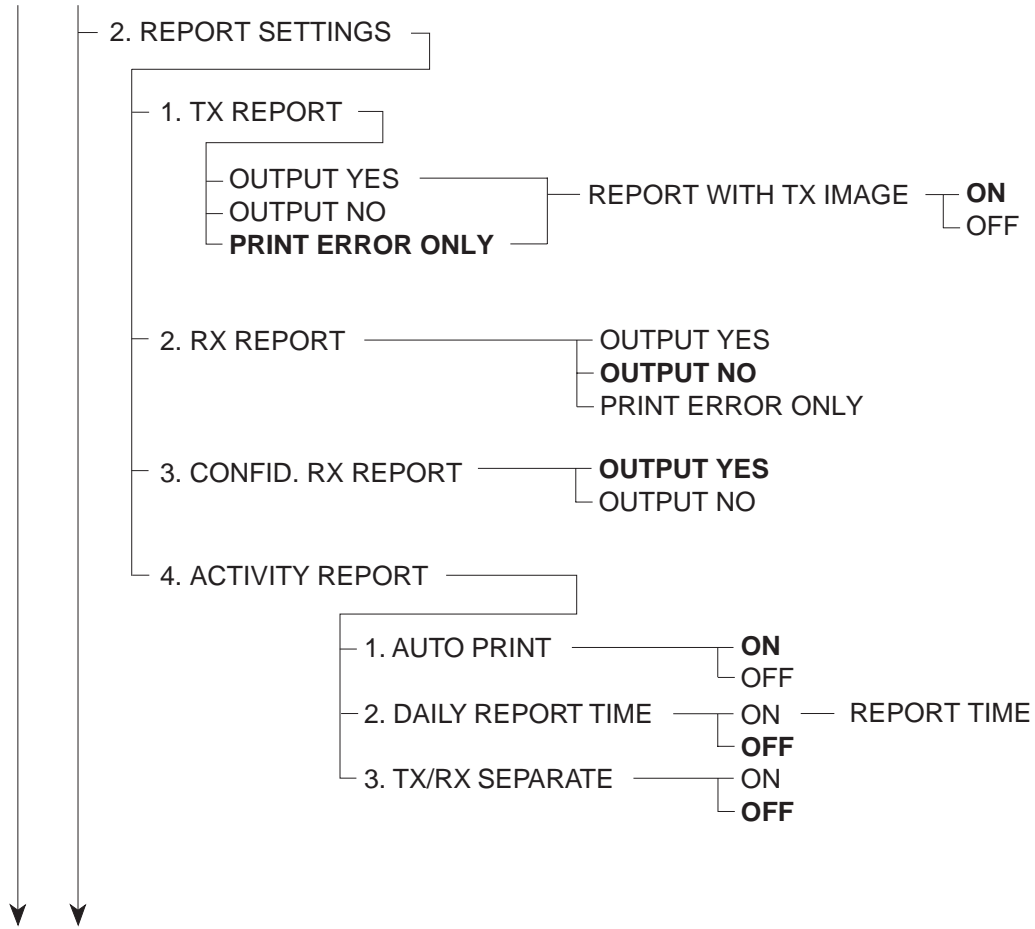 2. REPORT SETTINGS
1. TX REPORT
OUTPUT YES
OUTPUT NO
PRINT ERROR ONLY
REPORT WITH TX IMAGE
ON
OFF
2. RX REPORT
OUTPUT YES
OUTPUT NO
PRINT ERROR ONLY
3. CONFID. RX REPORT
OUTPUT YES
OUTPUT NO
4. ACTIVITY REPORT
1. AUTO PRINT
ON
OFF
2. DAILY REPORT TIME
ON
REPORT TIME
OFF
3. TX/RX SEPARATE
ON
OFF